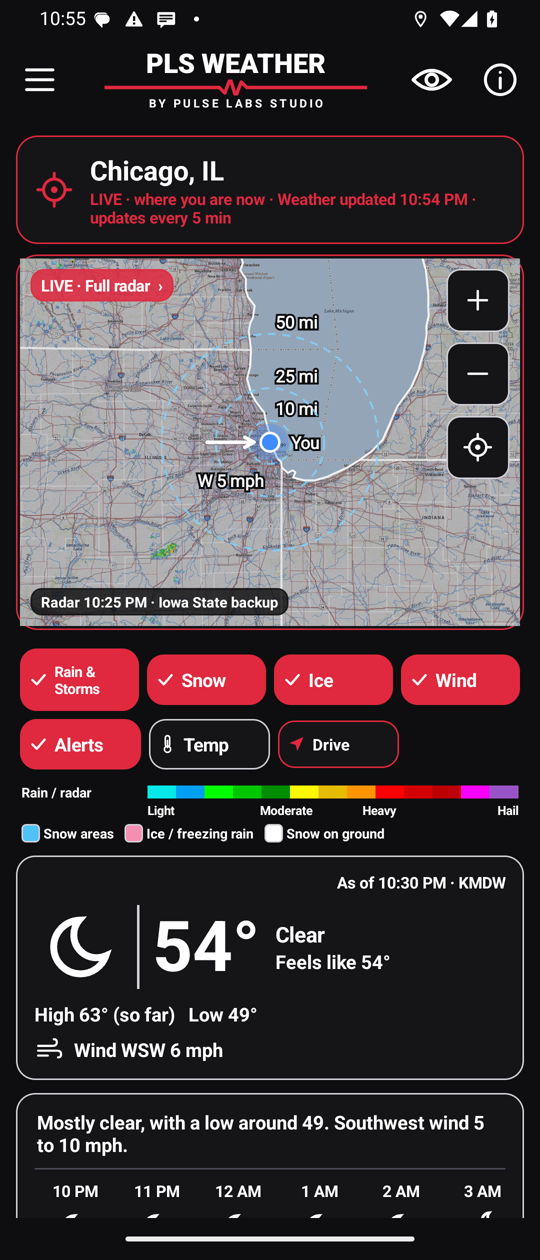 10:55
PLS WEATHER
BY PULSE LABS STUDIO
Chicago, IL
LIVE · where you are now · Weather updated 10:54 PM ·
updates every 5 min
LIVE · Full radar ›
50 mi
25 mi
10 mi
You
W 5 mph
Lake Michigan
ILLINOIS
INDIANA
Radar 10:25 PM · Iowa State backup
Rain &
Storms
Snow
Ice
Wind
Alerts
Temp
Drive
Rain / radar
Light
Moderate
Heavy
Hail
Snow areas
Ice / freezing rain
Snow on ground
As of 10:30 PM · KMDW
54°
Clear
Feels like 54°
High 63° (so far) Low 49°
Wind WSW 6 mph
Mostly clear, with a low around 49. Southwest wind 5
to 10 mph.
10 PM 11 PM 12 AM 1 AM 2 AM 3 AM